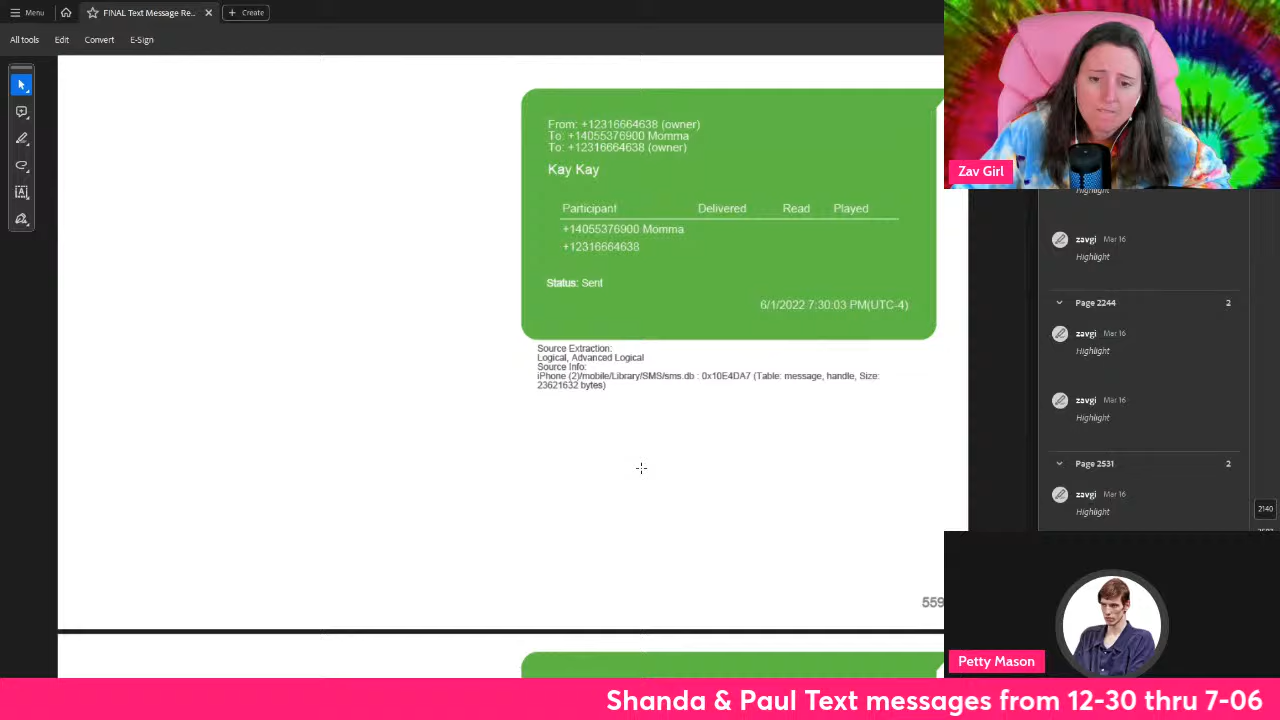 Menu
FINAL Text Message Re...
Create
All tools
Edit
Convert
E-Sign
From: +12316664638 (owner)
To: +14055376900 Momma
To: +12316664638 (owner)
Kay Kay
Participant Delivered Read Played
+14055376900 Momma
+12316664638
Status: Sent
6/1/2022 7:30:03 PM(UTC-4)
Source Extraction:
Logical, Advanced Logical
Source Info:
iPhone (2)/mobile/Library/SMS/sms.db : 0x10E4DA7 (Table: message, handle, Size:
23621632 bytes)
559
Zav Girl
Highlight
zavgi Mar 16
Highlight
Page 2244 2
zavgi Mar 16
Highlight
zavgi Mar 16
Highlight
Page 2531 2
zavgi Mar 16
Highlight
2140
Petty Mason
Shanda & Paul Text messages from 12-30 thru 7-06